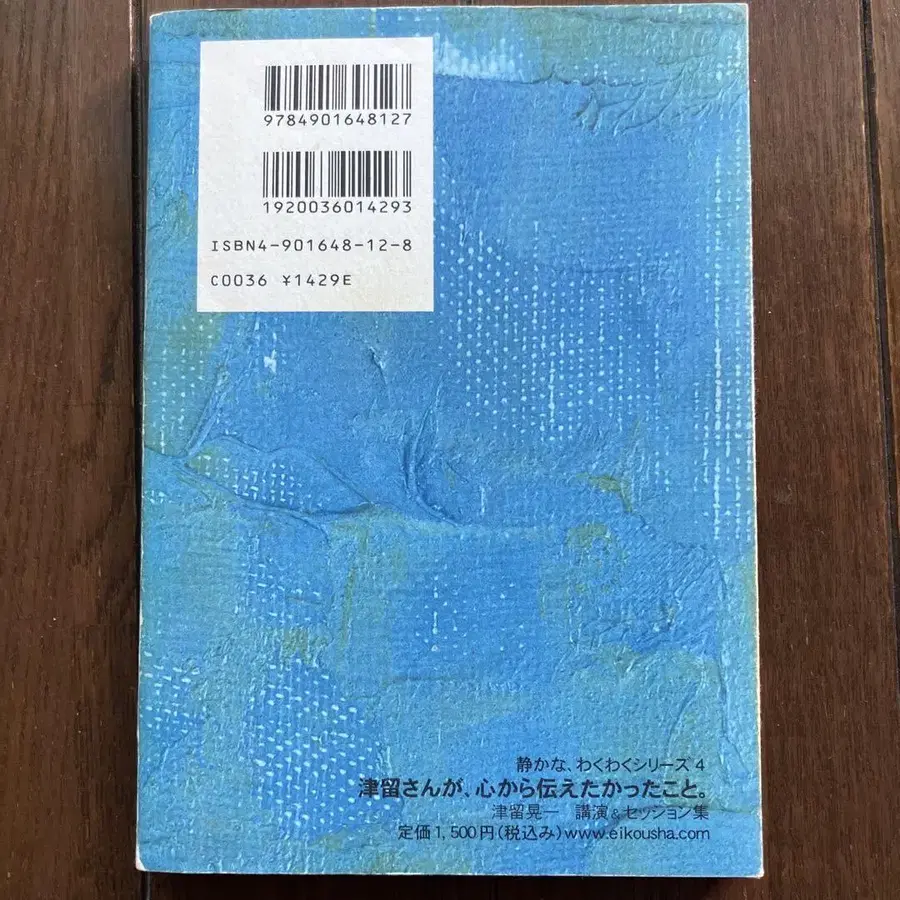 9784901648127
1920036014293
ISBN4-901648-12-8
C0036 ¥1429E
静かな、わくわくシリーズ 4
津留さんが、心から伝えたかったこと。
津留晃一 講演&セッション集
定価1,500円(税込み)www.eikousha.com